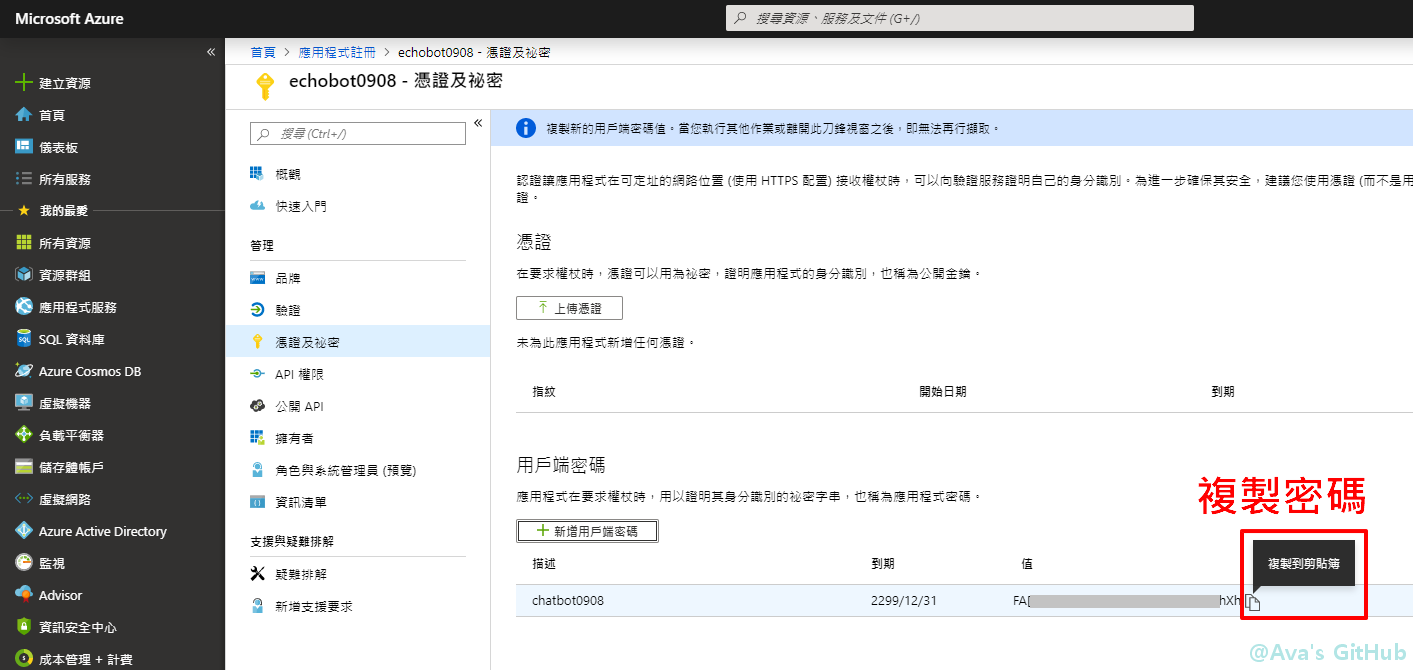 Microsoft Azure
搜尋資源、服務及文件 (G+/)
«
建立資源
首頁
儀表板
所有服務
我的最愛
所有資源
資源群組
應用程式服務
SQL 資料庫
Azure Cosmos DB
虛擬機器
負載平衡器
儲存體帳戶
虛擬網路
Azure Active Directory
監視
Advisor
資訊安全中心
成本管理 + 計費
首頁 > 應用程式註冊 > echobot0908 - 憑證及祕密
echobot0908 - 憑證及祕密
搜尋 (Ctrl+/)
«
概觀
快速入門
管理
品牌
驗證
憑證及祕密
API 權限
公開 API
擁有者
角色與系統管理員 (預覽)
資訊清單
支援與疑難排解
疑難排解
新增支援要求
複製新的用戶端密碼值。當您執行其他作業或離開此刀鋒視窗之後，即無法再行擷取。
認證讓應用程式在可定址的網路位置 (使用 HTTPS 配置) 接收權杖時，可以向驗證服務證明自己的身分識別。為進一步確保其安全，建議您使用憑證 (而不是用
證。
憑證
在要求權杖時，憑證可以用為祕密，證明應用程式的身分識別，也稱為公開金鑰。
上傳憑證
未為此應用程式新增任何憑證。
指紋 開始日期 到期
用戶端密碼
應用程式在要求權杖時，用以證明其身分識別的祕密字串，也稱為應用程式密碼。
新增用戶端密碼
複製密碼
複製到剪貼簿
描述 到期 值
chatbot0908 2299/12/31 FA[ hXh
@Ava's GitHub